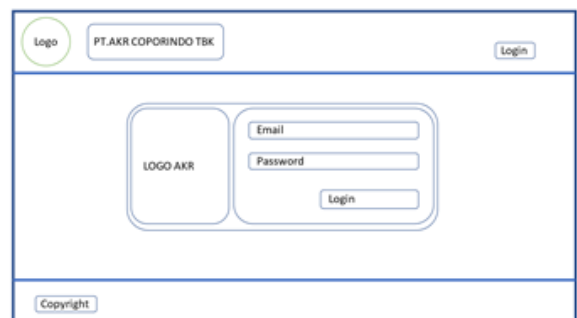 Logo
PT.AKR COPORINDO TBK
Login
LOGO AKR
Email
Password
Login
Copyright